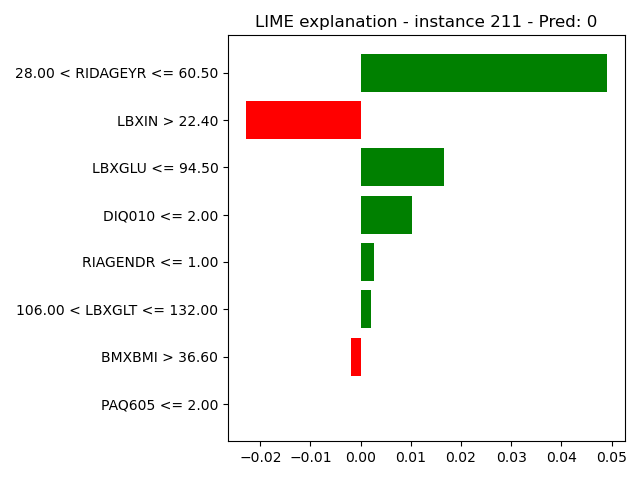 LIME explanation - instance 211 - Pred: 0
28.00 < RIDAGEYR <= 60.50
LBXIN > 22.40
LBXGLU <= 94.50
DIQ010 <= 2.00
RIAGENDR <= 1.00
106.00 < LBXGLT <= 132.00
BMXBMI > 36.60
PAQ605 <= 2.00
−0.02 −0.01 0.00 0.01 0.02 0.03 0.04 0.05